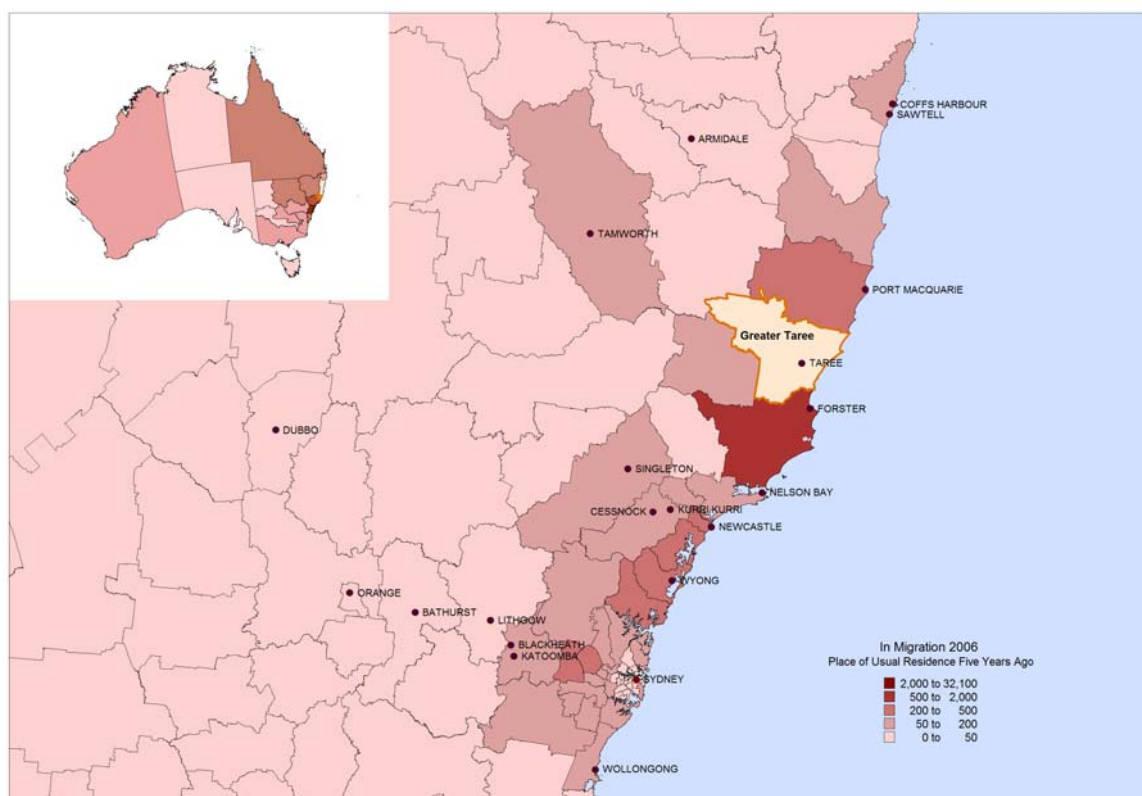 COFFS HARBOUR
SAWTELL
ARMIDALE
TAMWORTH
PORT MACQUARIE
Greater Taree
TAREE
FORSTER
DUBBO
SINGLETON
NELSON BAY
CESSNOCK
KURRI KURRI
NEWCASTLE
WYONG
ORANGE
BATHURST
LITHGOW
BLACKHEATH
KATOOMBA
SYDNEY
WOLLONGONG
In Migration 2006
Place of Usual Residence Five Years Ago
2,000 to 32,100
500 to 2,000
200 to 500
50 to 200
0 to 50